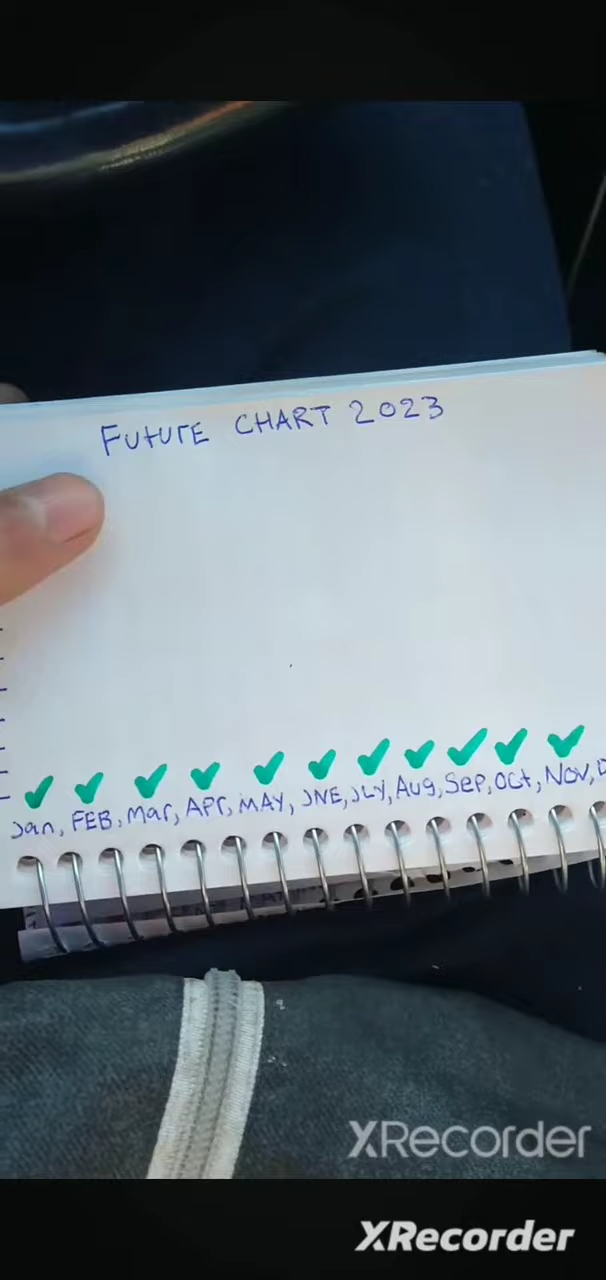 FUTURE CHART 2023
Jan, FEB, Mar, APR, MAY, JNE, JLY, Aug, Sep, Oct, Nov, D
XRecorder
XRecorder